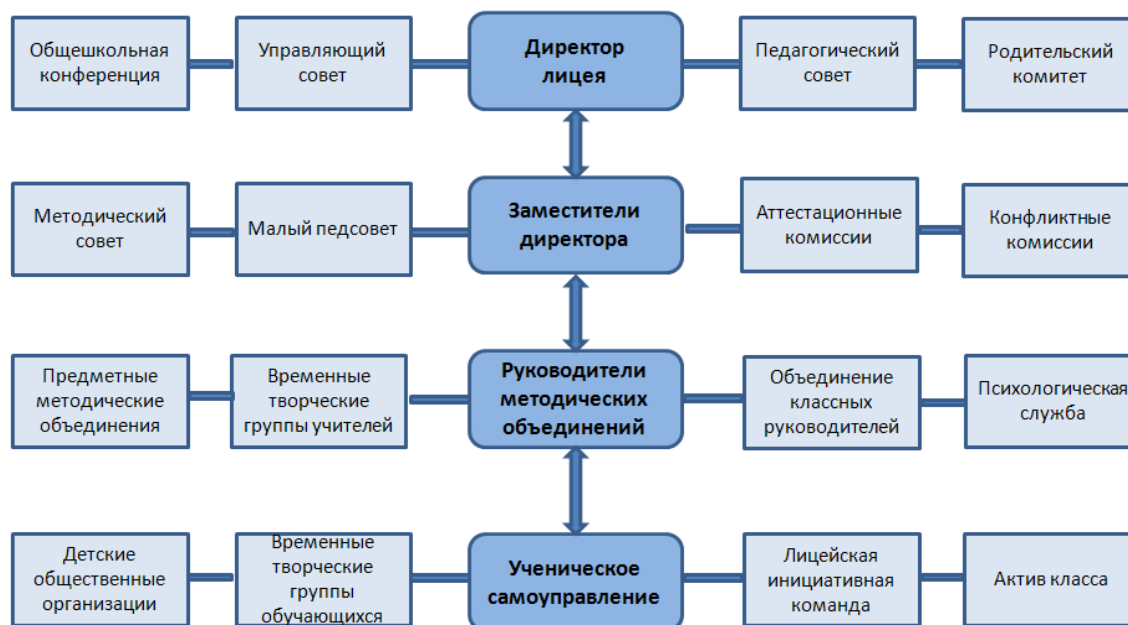 Общешкольная
конференция
Управляющий
совет
Директор
лицея
Педагогический
совет
Родительский
комитет
Методический
совет
Малый педсовет
Заместители
директора
Аттестационные
комиссии
Конфликтные
комиссии
Предметные
методические
объединения
Временные
творческие
группы учителей
Руководители
методических
объединений
Объединение
классных
руководителей
Психологическая
служба
Детские
общественные
организации
Временные
творческие
группы
обучающихся
Ученическое
самоуправление
Лицейская
инициативная
команда
Актив класса